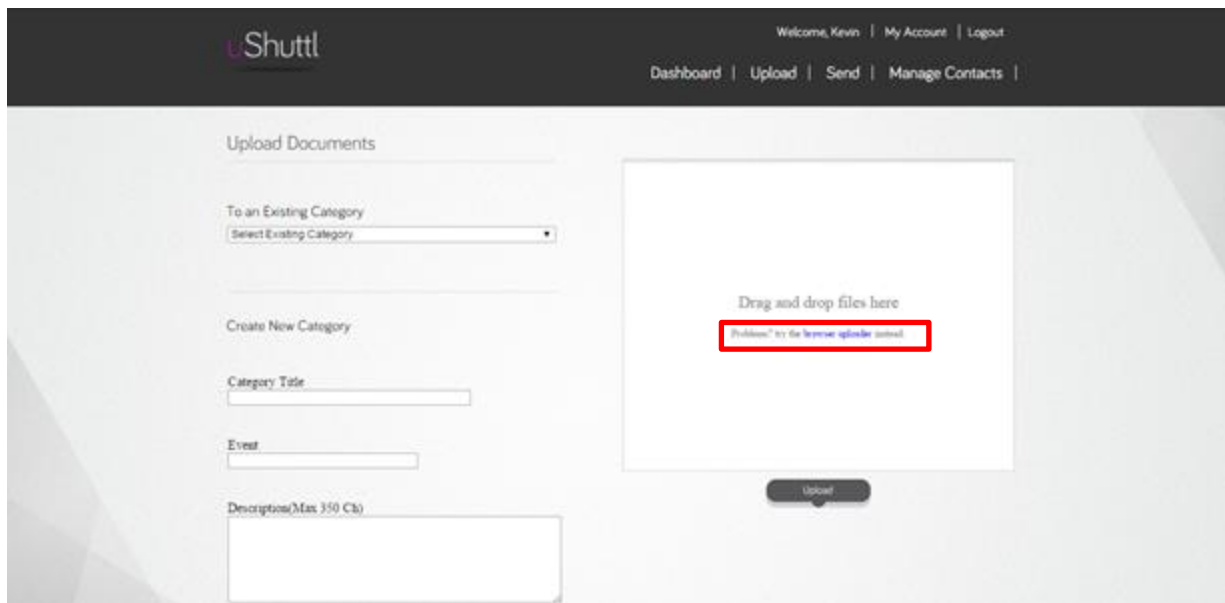 uShuttl
Welcome, Kevin | My Account | Logout
Dashboard | Upload | Send | Manage Contacts |
Upload Documents
To an Existing Category
Select Existing Category
Create New Category
Category Title
Event
Description(Max 350 Ch)
Drag and drop files here
Problems? try the browser uploader instead.
Upload